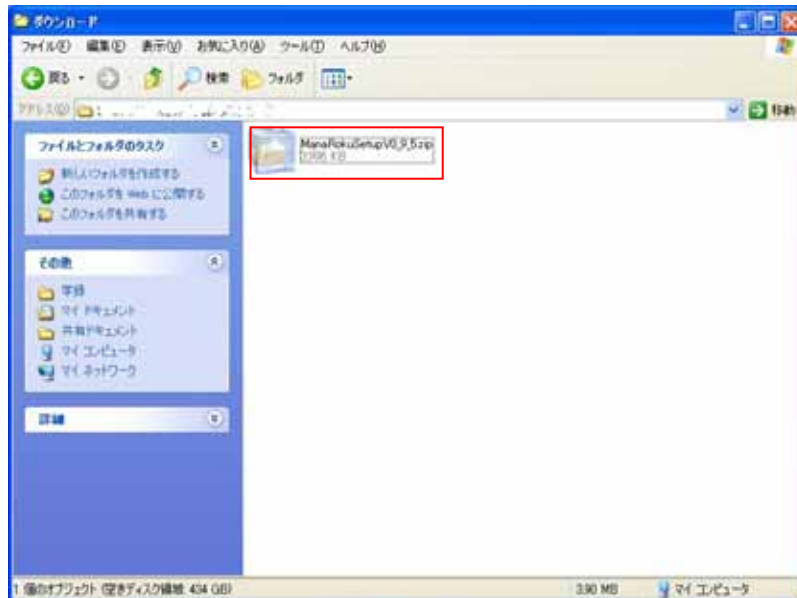 ダウンロード
ファイル(F) 編集(E) 表示(V) お気に入り(A) ツール(T) ヘルプ(H)
戻る 検索 フォルダ
アドレス(D) 移動
ファイルとフォルダのタスク
新しいフォルダを作成する
このフォルダを Web に公開する
このフォルダを共有する
その他
学録
マイ ドキュメント
共有ドキュメント
マイ コンピュータ
マイ ネットワーク
詳細
ManaRokuSetupV0_9_5.zip
1 個のオブジェクト (空きディスク領域: 434 GB) 3.90 MB マイ コンピュータ